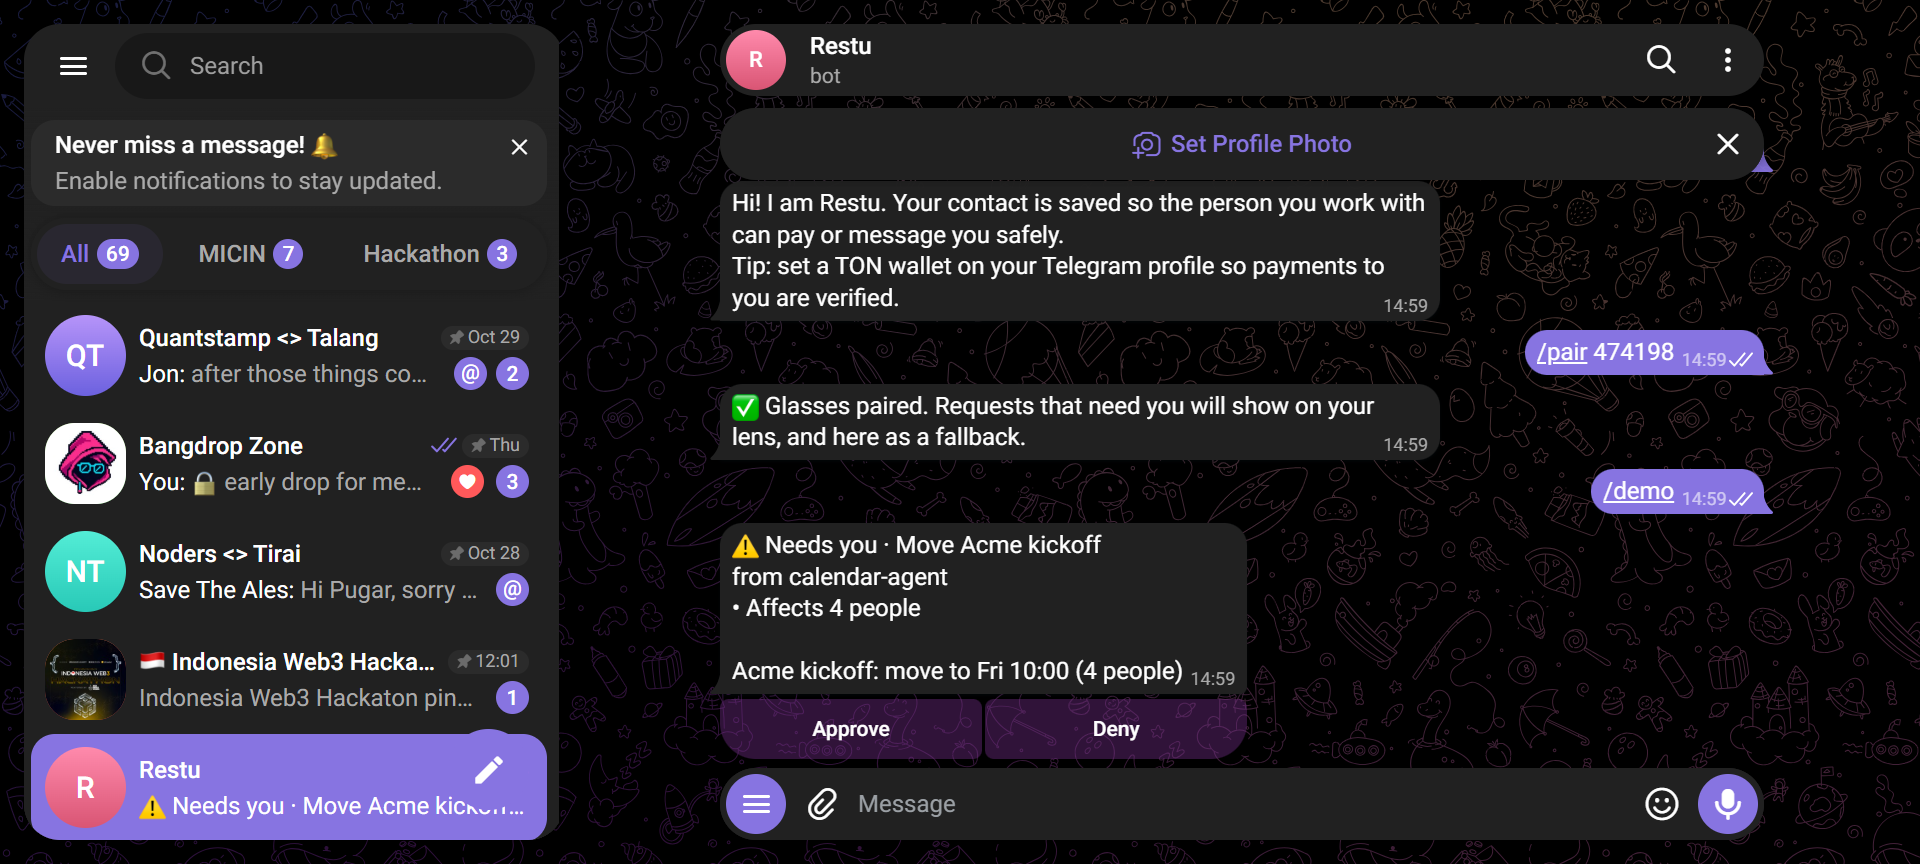 Search
Never miss a message! 🔔
Enable notifications to stay updated.
All 69
MICIN 7
Hackathon 3
QT
Quantstamp <> Talang
Oct 29
Jon: after those things co...
@ 2
Bangdrop Zone
Thu
You: 🔒 early drop for me...
3
NT
Noders <> Tirai
Oct 28
Save The Ales: Hi Pugar, sorry ...
@
🇮🇩 Indonesia Web3 Hacka...
12:01
INDONESIA WEB3
Indonesia Web3 Hackaton pin...
1
R
Restu
⚠️ Needs you · Move Acme kickoff...
R
Restu
bot
Set Profile Photo
Hi! I am Restu. Your contact is saved so the person you work with
can pay or message you safely.
Tip: set a TON wallet on your Telegram profile so payments to
you are verified.
14:59
/pair 474198 14:59
✅ Glasses paired. Requests that need you will show on your
lens, and here as a fallback.
14:59
/demo 14:59
⚠️ Needs you · Move Acme kickoff
from calendar-agent
• Affects 4 people
Acme kickoff: move to Fri 10:00 (4 people) 14:59
Approve
Deny
Message